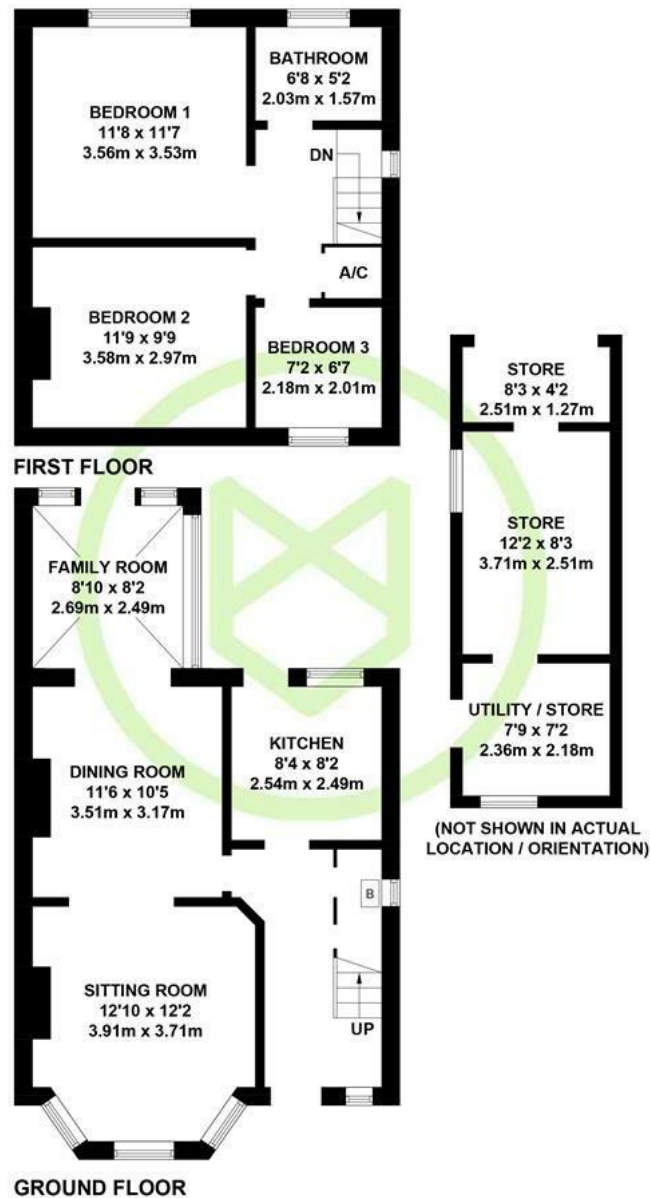 BATHROOM
6'8 x 5'2
2.03m x 1.57m
BEDROOM 1
11'8 x 11'7
3.56m x 3.53m
DN
A/C
BEDROOM 2
11'9 x 9'9
3.58m x 2.97m
BEDROOM 3
7'2 x 6'7
2.18m x 2.01m
FIRST FLOOR
STORE
8'3 x 4'2
2.51m x 1.27m
STORE
12'2 x 8'3
3.71m x 2.51m
UTILITY / STORE
7'9 x 7'2
2.36m x 2.18m
(NOT SHOWN IN ACTUAL
LOCATION / ORIENTATION)
FAMILY ROOM
8'10 x 8'2
2.69m x 2.49m
KITCHEN
8'4 x 8'2
2.54m x 2.49m
DINING ROOM
11'6 x 10'5
3.51m x 3.17m
B
SITTING ROOM
12'10 x 12'2
3.91m x 3.71m
UP
GROUND FLOOR